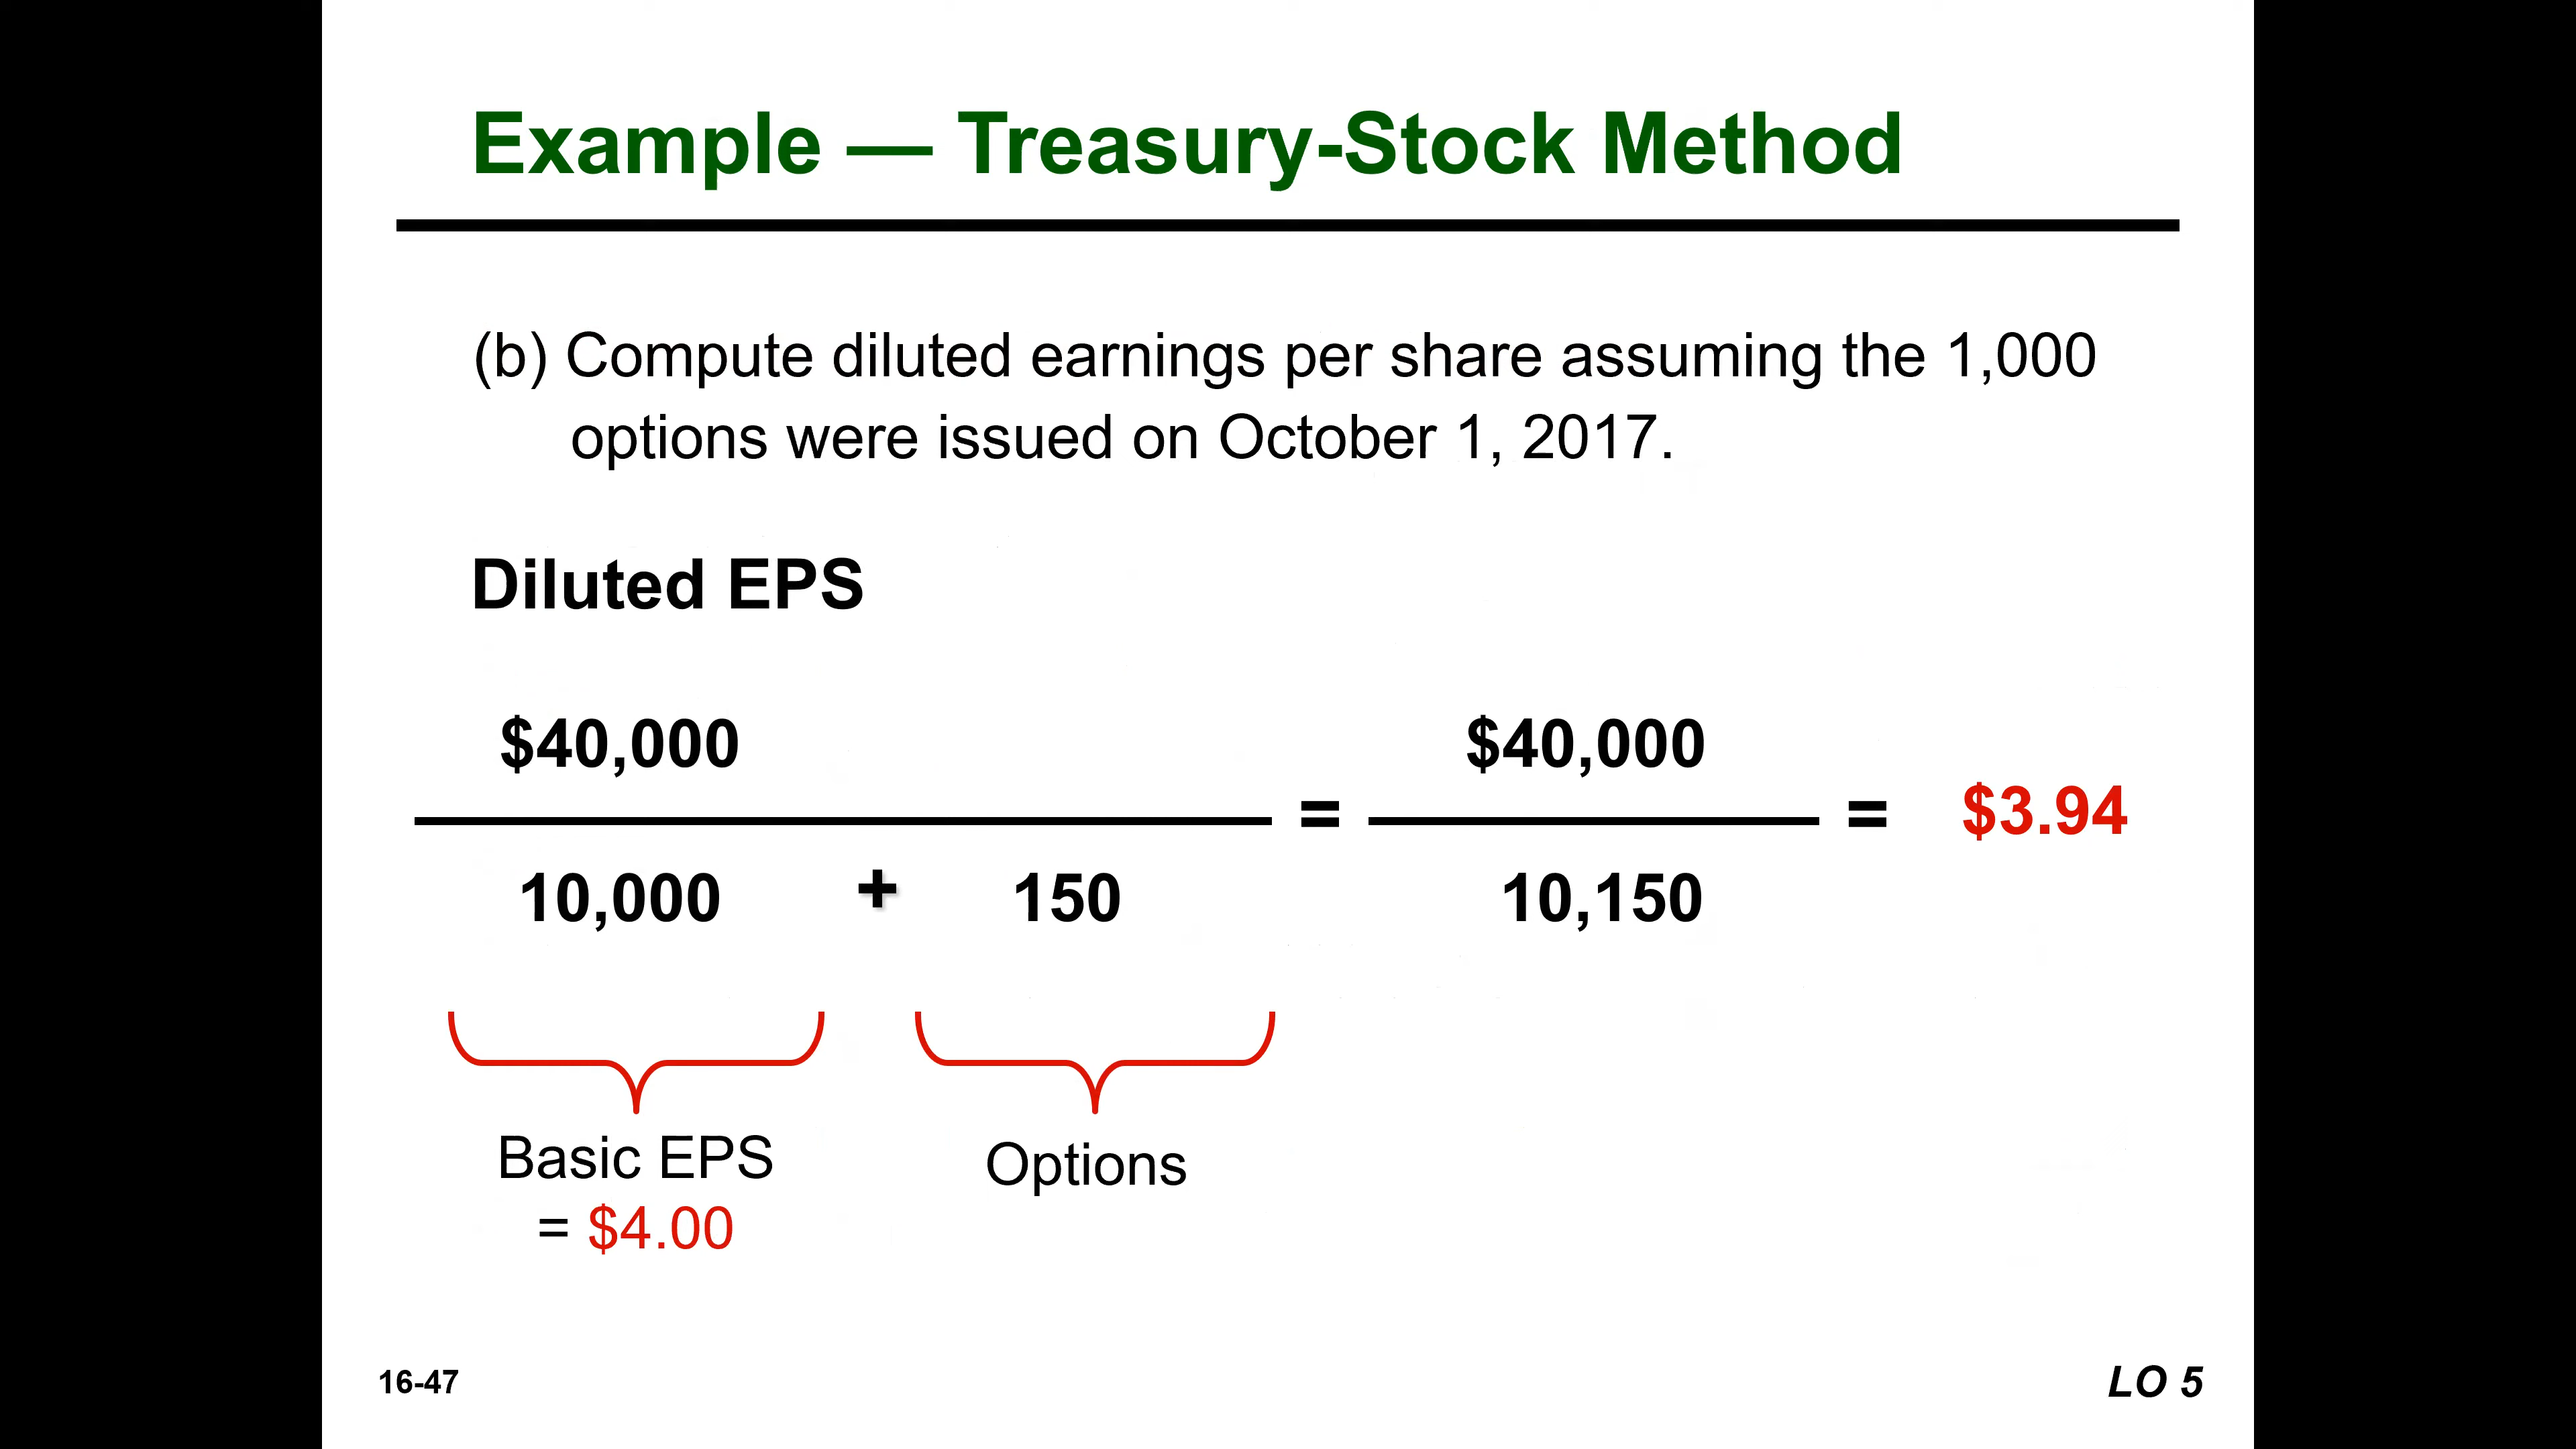 Example — Treasury-Stock Method
(b) Compute diluted earnings per share assuming the 1,000
options were issued on October 1, 2017.
Diluted EPS
$40,000 $40,000
= = $3.94
10,000 + 150 10,150
Basic EPS Options
= $4.00
16-47 LO 5